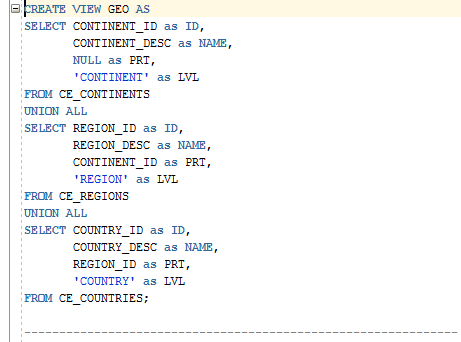 CREATE VIEW GEO AS
SELECT CONTINENT_ID as ID,
CONTINENT_DESC as NAME,
NULL as PRT,
'CONTINENT' as LVL
FROM CE_CONTINENTS
UNION ALL
SELECT REGION_ID as ID,
REGION_DESC as NAME,
CONTINENT_ID as PRT,
'REGION' as LVL
FROM CE_REGIONS
UNION ALL
SELECT COUNTRY_ID as ID,
COUNTRY_DESC as NAME,
REGION_ID as PRT,
'COUNTRY' as LVL
FROM CE_COUNTRIES;